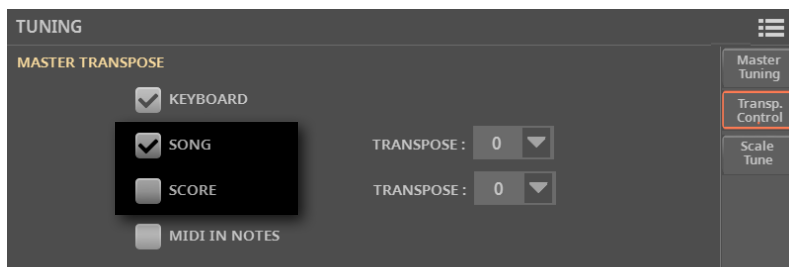 TUNING
MASTER TRANSPOSE
Master
Tuning
KEYBOARD
Transp.
Control
SONG
TRANSPOSE :
0
Scale
Tune
SCORE
TRANSPOSE :
0
MIDI IN NOTES